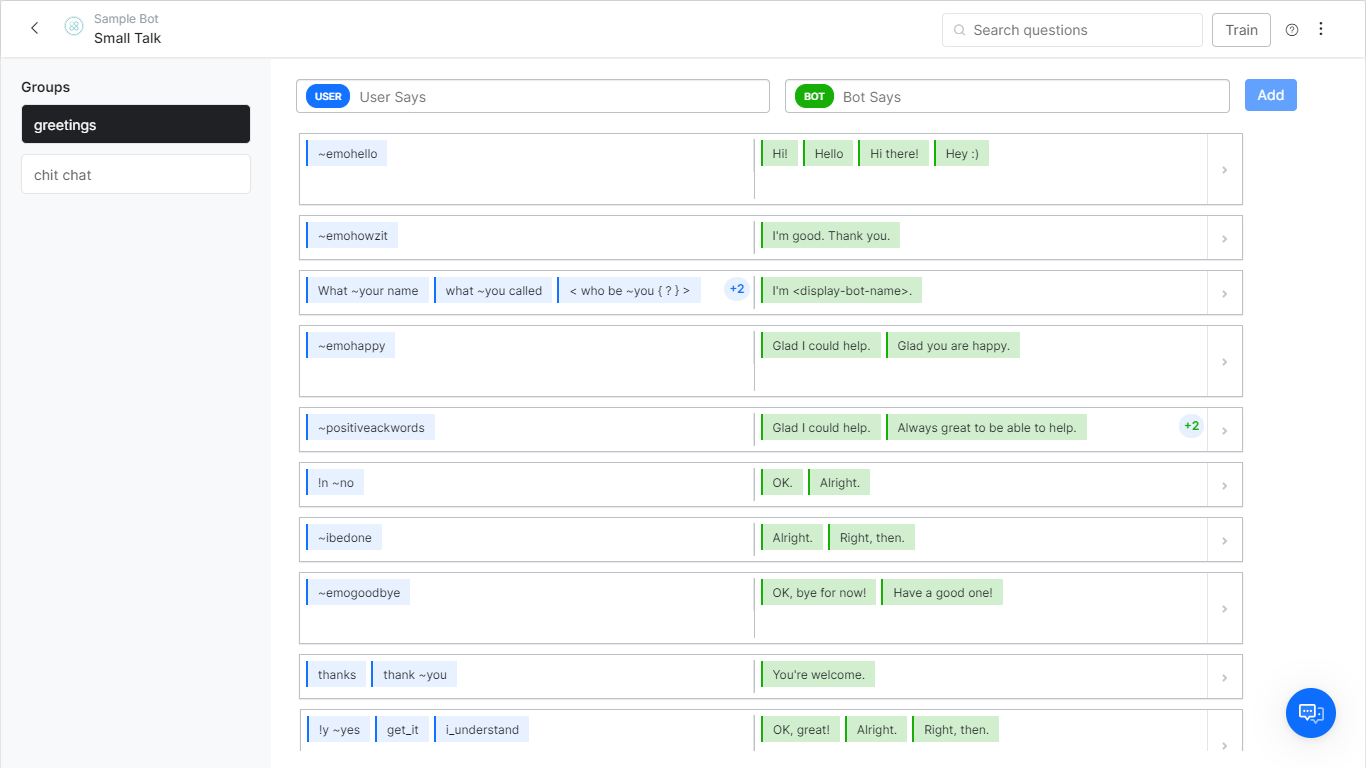 Sample Bot
Small Talk
Search questions
Train
Groups
greetings
chit chat
USER User Says
BOT Bot Says
Add
~emohello
Hi! Hello Hi there! Hey :)
~emohowzit
I'm good. Thank you.
What ~your name what ~you called < who be ~you { ? } > +2
I'm <display-bot-name>.
~emohappy
Glad I could help. Glad you are happy.
~positiveackwords
Glad I could help. Always great to be able to help. +2
!n ~no
OK. Alright.
~ibedone
Alright. Right, then.
~emogoodbye
OK, bye for now! Have a good one!
thanks thank ~you
You're welcome.
!y ~yes get_it i_understand
OK, great! Alright. Right, then.